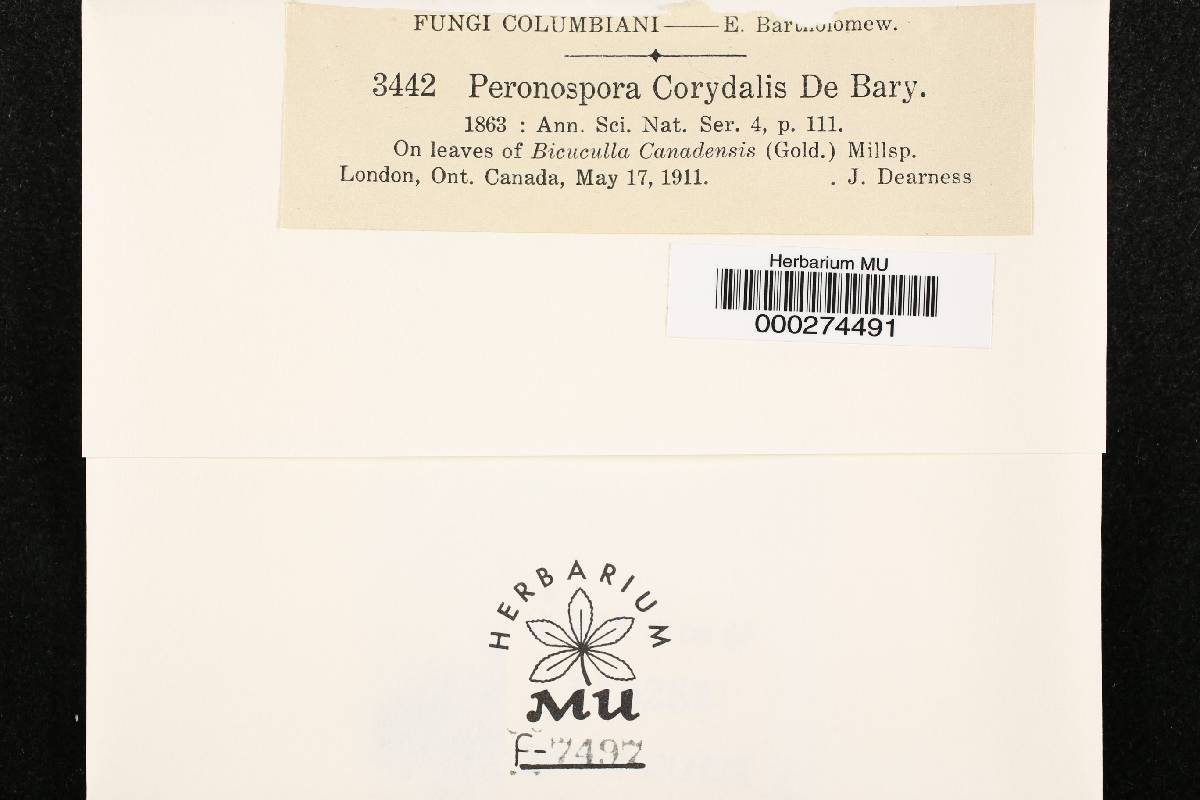 FUNGI COLUMBIANI——E. Bartholomew.
3442 Peronospora Corydalis De Bary.
1863 : Ann. Sci. Nat. Ser. 4, p. 111.
On leaves of Bicuculla Canadensis (Gold.) Millsp.
London, Ont. Canada, May 17, 1911. . J. Dearness
Herbarium MU
000274491
HERBARIUM
MU
F-7497